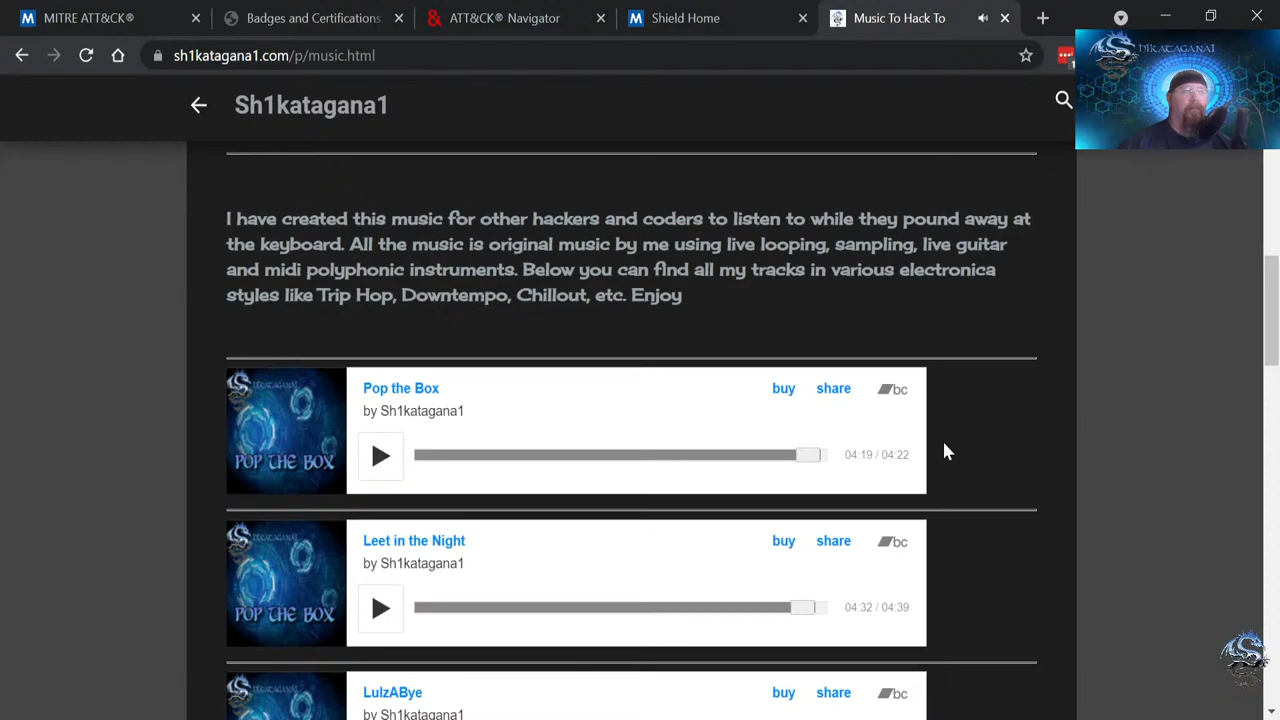 MITRE ATT&CK®
Badges and Certifications
ATT&CK® Navigator
Shield Home
Music To Hack To
sh1katagana1.com/p/music.html
SH1KATAGANA1
Sh1katagana1
I have created this music for other hackers and coders to listen to while they pound away at
the keyboard. All the music is original music by me using live looping, sampling, live guitar
and midi polyphonic instruments. Below you can find all my tracks in various electronica
styles like Trip Hop, Downtempo, Chillout, etc. Enjoy
SH1KATAGANA1
POP THE BOX
Pop the Box
buy share bc
by Sh1katagana1
04:19 / 04:22
SH1KATAGANA1
POP THE BOX
Leet in the Night
buy share bc
by Sh1katagana1
04:32 / 04:39
SH1KATAGANA1
LulzABye
buy share bc
by Sh1katagana1